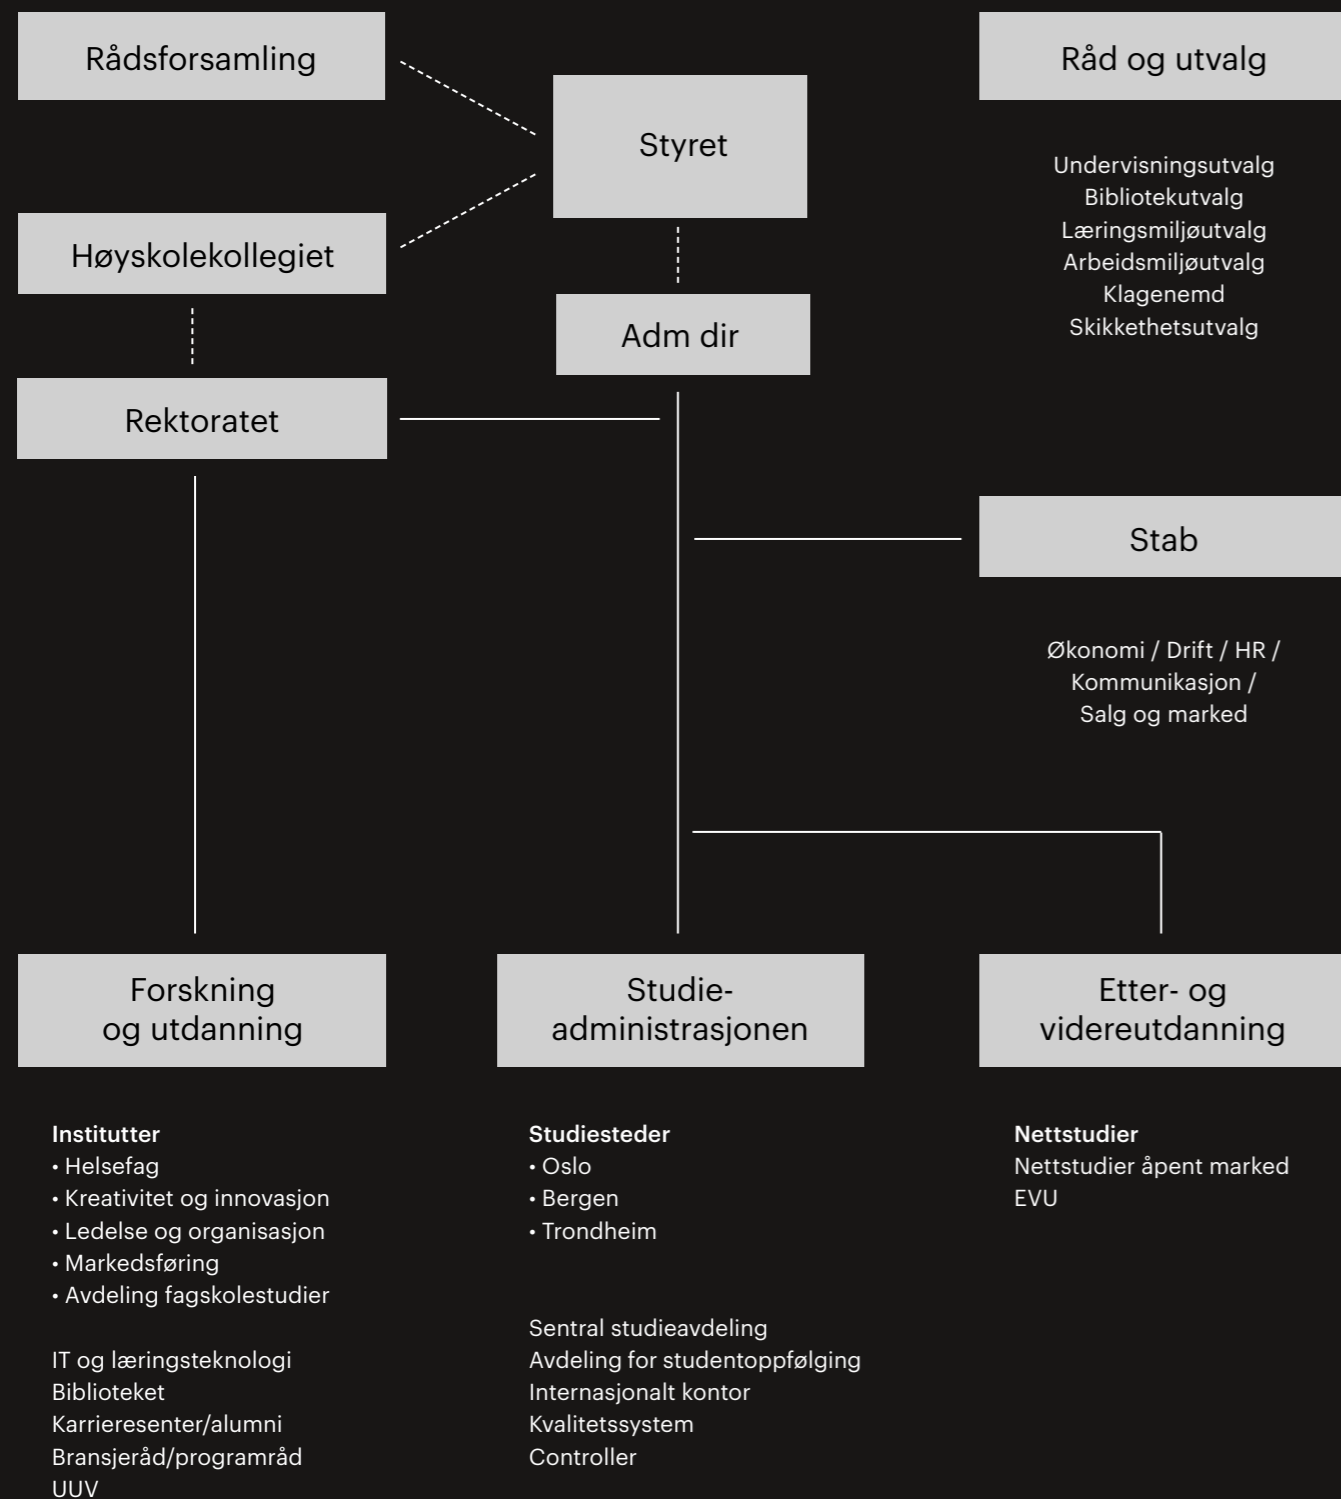 Rådsforsamling
Styret
Råd og utvalg
Undervisningsutvalg
Bibliotekutvalg
Læringsmiljøutvalg
Arbeidsmiljøutvalg
Klagenemd
Skikkethetsutvalg
Høyskolekollegiet
Adm dir
Rektoratet
Stab
Økonomi / Drift / HR /
Kommunikasjon /
Salg og marked
Forskning
og utdanning
Institutter
• Helsefag
• Kreativitet og innovasjon
• Ledelse og organisasjon
• Markedsføring
• Avdeling fagskolestudier
IT og læringsteknologi
Biblioteket
Karrieresenter/alumni
Bransjeråd/programråd
UUV
Studie-
administrasjonen
Studiesteder
• Oslo
• Bergen
• Trondheim
Sentral studieavdeling
Avdeling for studentoppfølging
Internasjonalt kontor
Kvalitetssystem
Controller
Etter- og
videreutdanning
Nettstudier
Nettstudier åpent marked
EVU